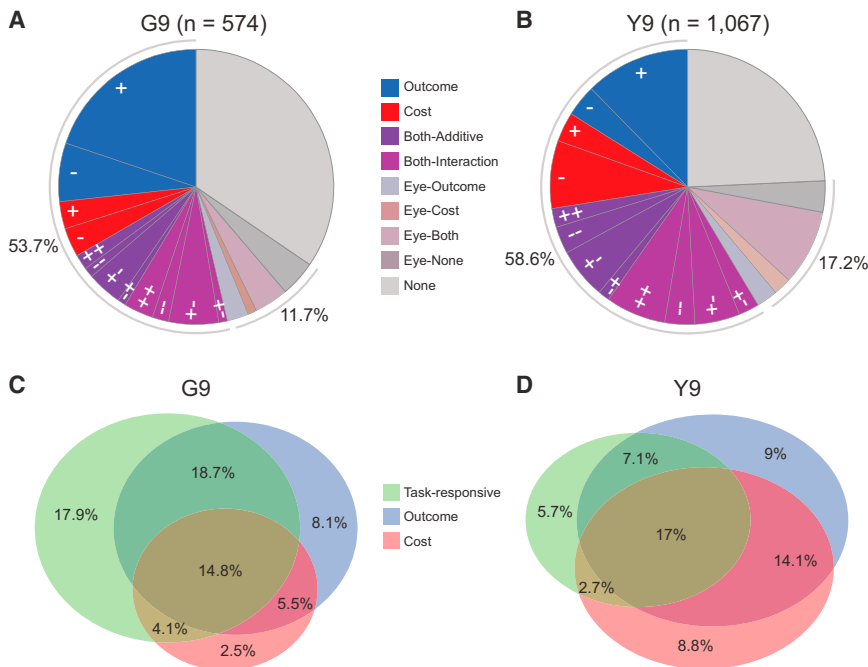 A
G9 (n = 574)
B
Y9 (n = 1,067)
+
-
+
-
++
--
+-
-+
++
--
-+
+-
53.7%
11.7%
Outcome
Cost
Both-Additive
Both-Interaction
Eye-Outcome
Eye-Cost
Eye-Both
Eye-None
None
+
-
+
-
++
--
+-
-+
++
--
-+
+-
58.6%
17.2%
C
G9
D
Y9
17.9%
18.7%
8.1%
14.8%
5.5%
4.1%
2.5%
Task-responsive
Outcome
Cost
7.1%
9%
5.7%
17%
14.1%
2.7%
8.8%